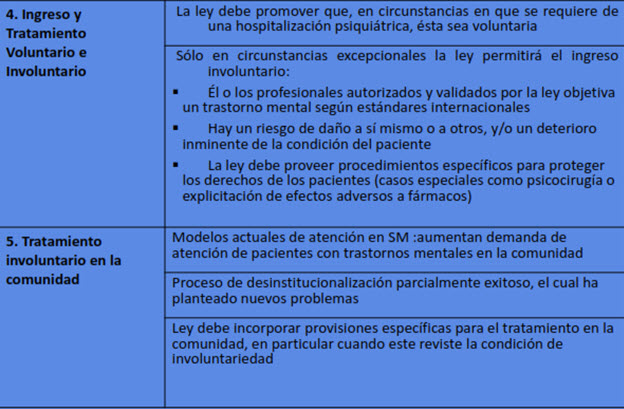 4. Ingreso y
Tratamiento
Voluntario e
Involuntario
La ley debe promover que, en circunstancias en que se requiere de
una hospitalización psiquiátrica, ésta sea voluntaria
Sólo en circunstancias excepcionales la ley permitirá el ingreso
involuntario:
▪ Él o los profesionales autorizados y validados por la ley objetiva
un trastorno mental según estándares internacionales
▪ Hay un riesgo de daño a sí mismo o a otros, y/o un deterioro
inminente de la condición del paciente
▪ La ley debe proveer procedimientos específicos para proteger
los derechos de los pacientes (casos especiales como psicocirugía o
explicitación de efectos adversos a fármacos)
5. Tratamiento
involuntario en la
comunidad
Modelos actuales de atención en SM :aumentan demanda de
atención de pacientes con trastornos mentales en la comunidad
Proceso de desinstitucionalización parcialmente exitoso, el cual ha
planteado nuevos problemas
Ley debe incorporar provisiones específicas para el tratamiento en la
comunidad, en particular cuando este reviste la condición de
involuntariedad